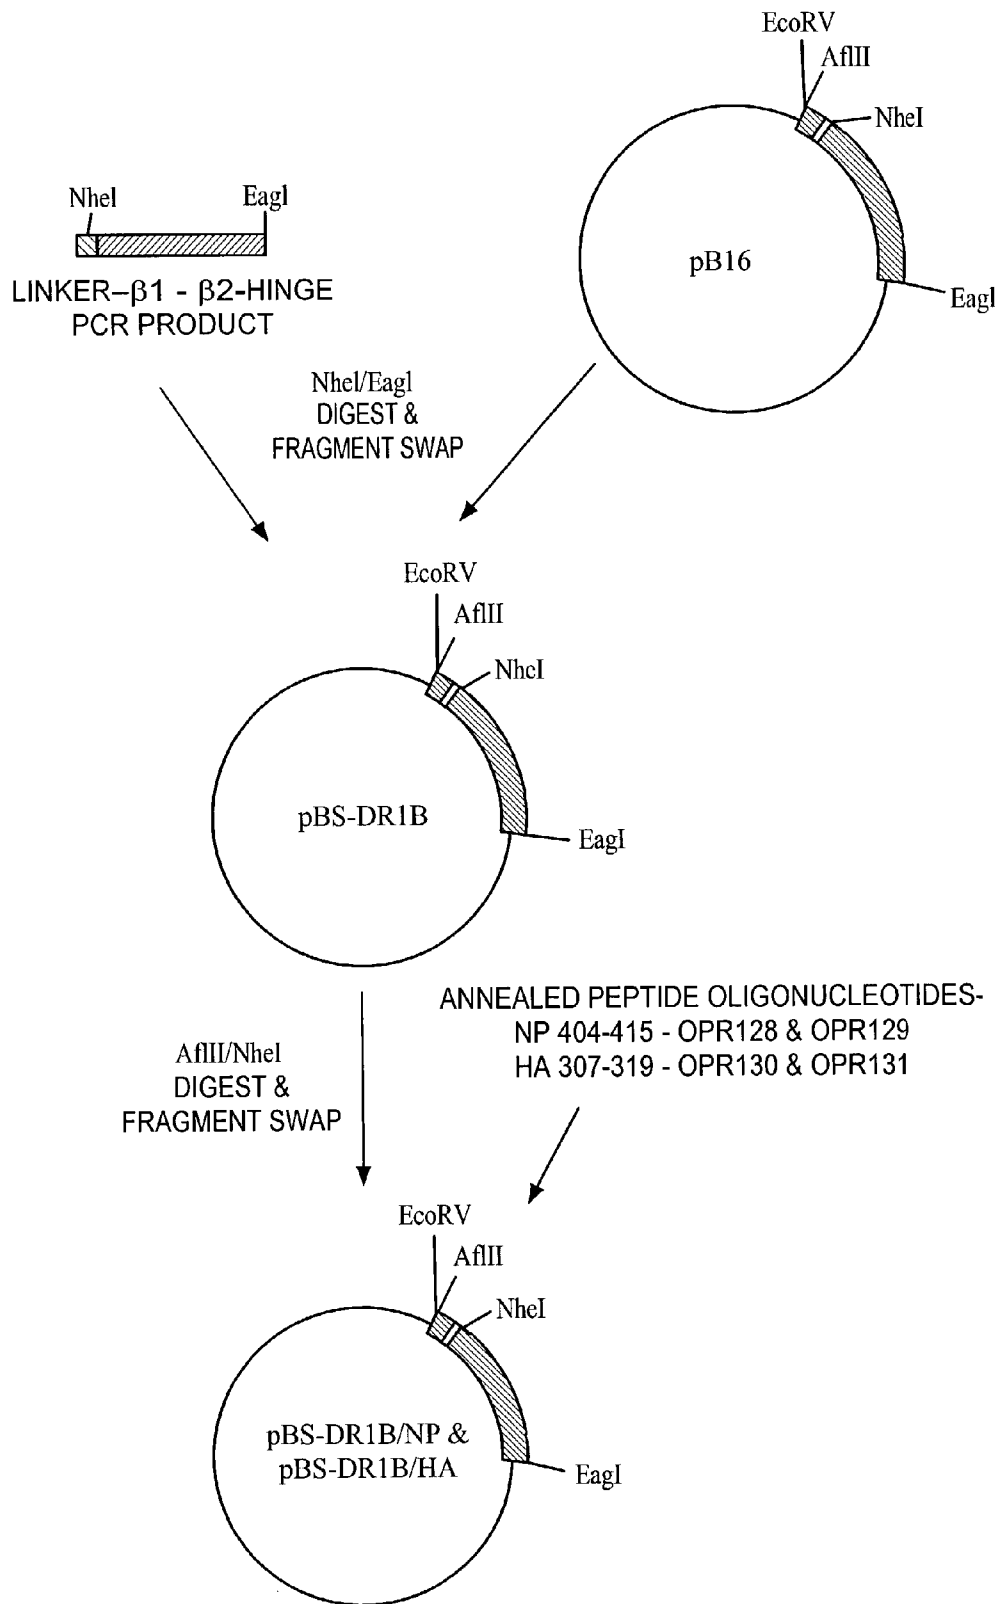 EcoRV
AflII
NheI
pB16
EagI
NheI
EagI
LINKER–β1 - β2-HINGE
PCR PRODUCT
NheI/EagI
DIGEST &
FRAGMENT SWAP
EcoRV
AflII
NhcI
pBS-DR1B
EagI
AflII/NheI
DIGEST &
FRAGMENT SWAP
ANNEALED PEPTIDE OLIGONUCLEOTIDES-
NP 404-415 - OPR128 & OPR129
HA 307-319 - OPR130 & OPR131
EcoRV
AflII
NheI
pBS-DR1B/NP &
pBS-DR1B/HA
EagI